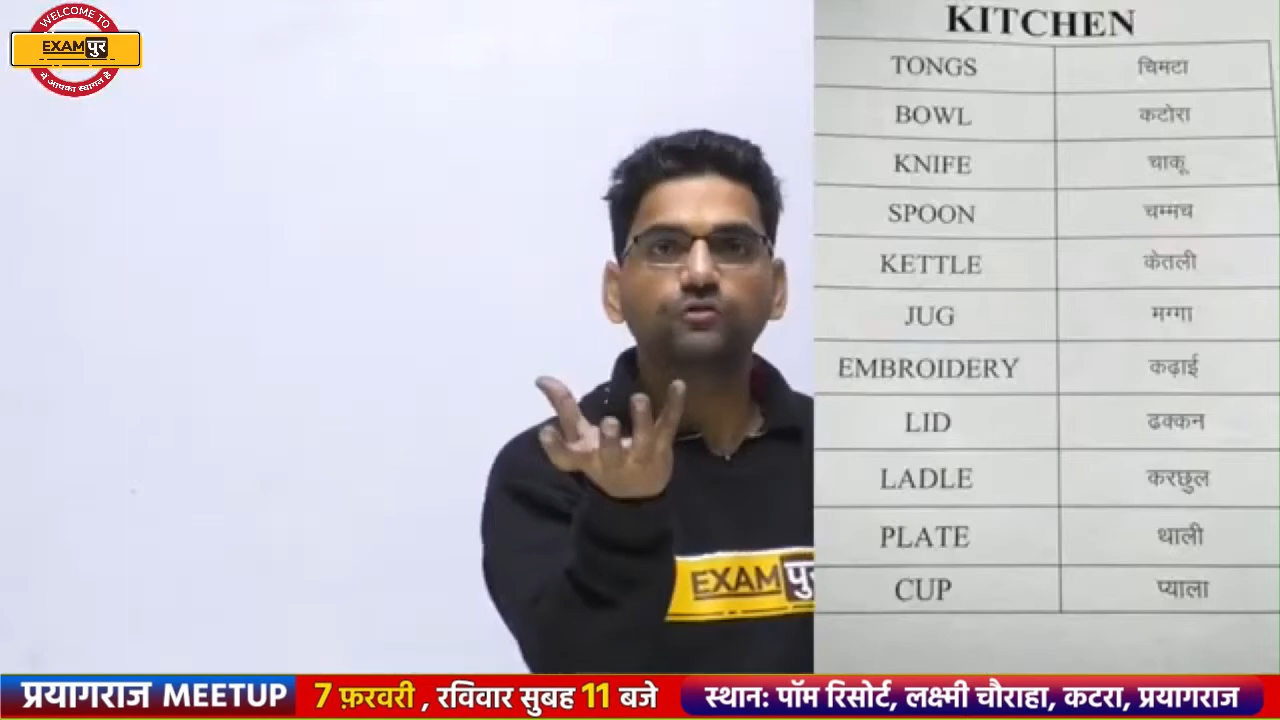 WELCOME TO
EXAMपुर
में आपका स्वागत है
KITCHEN
TONGS चिमटा
BOWL कटोरा
KNIFE चाकू
SPOON चम्मच
KETTLE केतली
JUG मग्गा
EMBROIDERY कढ़ाई
LID ढक्कन
LADLE करछुल
PLATE थाली
CUP प्याला
EXAMपुर
प्रयागराज MEETUP 7 फ़रवरी , रविवार सुबह 11 बजे स्थान: पॉम रिसोर्ट, लक्ष्मी चौराहा, कटरा, प्रयागराज